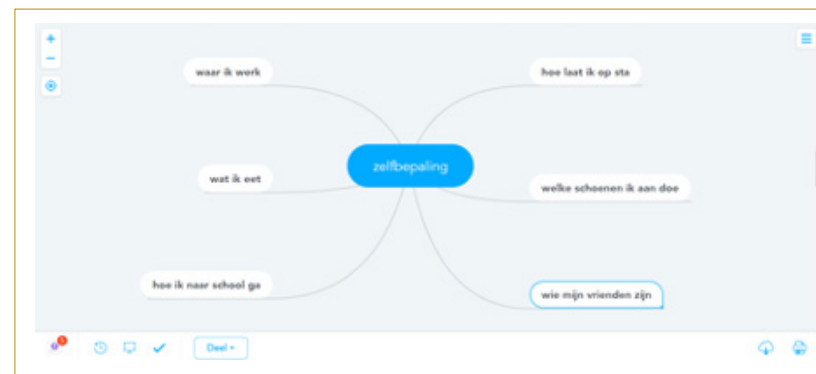 waar ik werk
hoe laat ik op sta
zelfbepaling
wat ik eet
welke schoenen ik aan doe
hoe ik naar school ga
wie mijn vrienden zijn
Deel